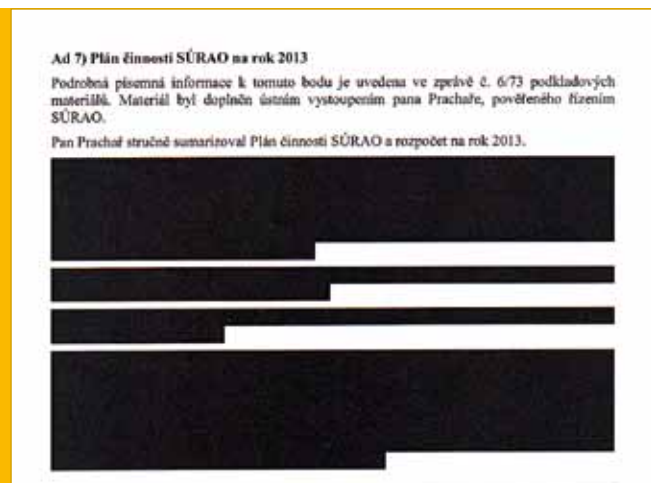 Ad 7) Plán činnosti SÚRAO na rok 2013
Podrobná písemná informace k tomuto bodu je uvedena ve zprávě č. 6/73 podkladových
materiálů. Materiál byl doplněn ústním vystoupením pana Prachaře, pověřeného řízením
SÚRAO.
Pan Prachař stručně sumarizoval Plán činnosti SÚRAO a rozpočet na rok 2013.